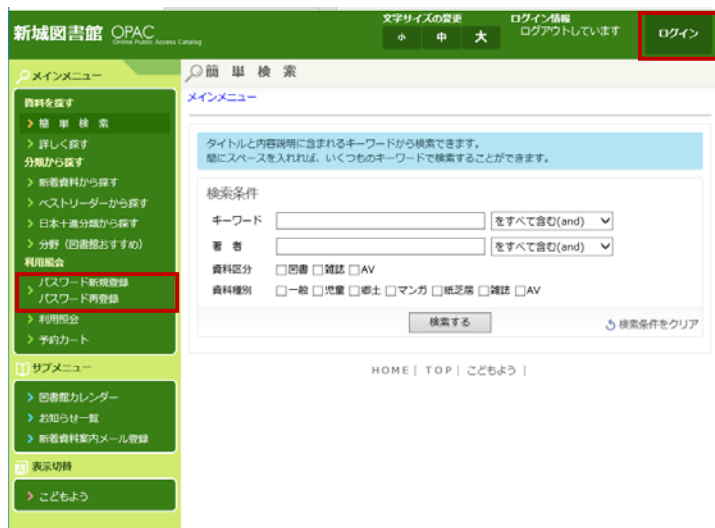 新城図書館 OPAC
Online Public Access Catalog
文字サイズの変更
小 中 大
ログイン情報
ログアウトしています
ログイン
メインメニュー
資料を探す
簡単検索
詳しく探す
分類から探す
新着資料から探す
ベストリーダーから探す
日本十進分類から探す
分野（図書館おすすめ）
利用照会
パスワード新規登録
パスワード再登録
利用照会
予約カート
サブメニュー
図書館カレンダー
お知らせ一覧
新着資料案内メール登録
表示切替
こどもよう
簡単検索
メインメニュー
タイトルと内容説明に含まれるキーワードから検索できます。
間にスペースを入れれば、いくつものキーワードで検索することができます。
検索条件
キーワード をすべて含む(and)
著者 をすべて含む(and)
資料区分 図書 雑誌 AV
資料種別 一般 児童 郷土 マンガ 紙芝居 雑誌 AV
検索する
検索条件をクリア
HOME | TOP | こどもよう |